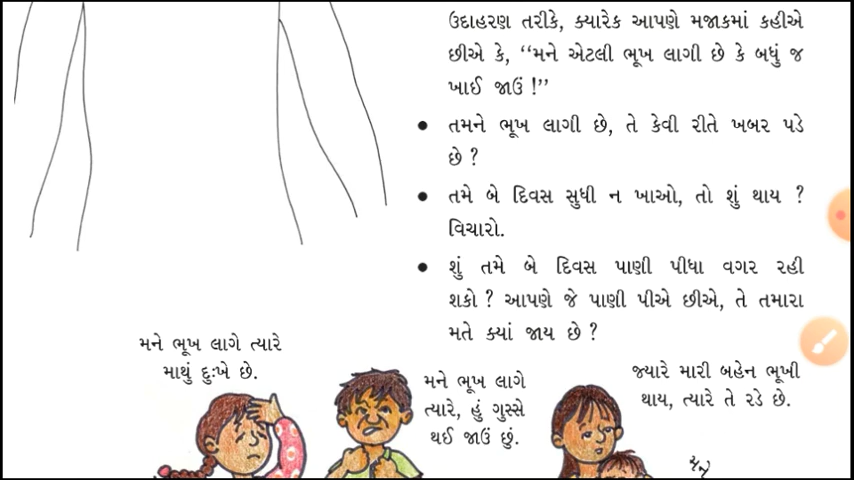 ઉદાહરણ તરીકે, ક્યારેક આપણે મજાકમાં કહીએ
છીએ કે, ‘‘મને એટલી ભૂખ લાગી છે કે બધું જ
ખાઈ જાઉં !’’
• તમને ભૂખ લાગી છે, તે કેવી રીતે ખબર પડે
છે ?
• તમે બે દિવસ સુધી ન ખાઓ, તો શું થાય ?
વિચારો.
• શું તમે બે દિવસ પાણી પીધા વગર રહી
શકો ? આપણે જે પાણી પીએ છીએ, તે તમારા
મતે ક્યાં જાય છે ?
મને ભૂખ લાગે ત્યારે
માથું દુઃખે છે.
મને ભૂખ લાગે
ત્યારે, હું ગુસ્સે
થઈ જાઉં છું.
જ્યારે મારી બહેન ભૂખી
થાય, ત્યારે તે રડે છે.